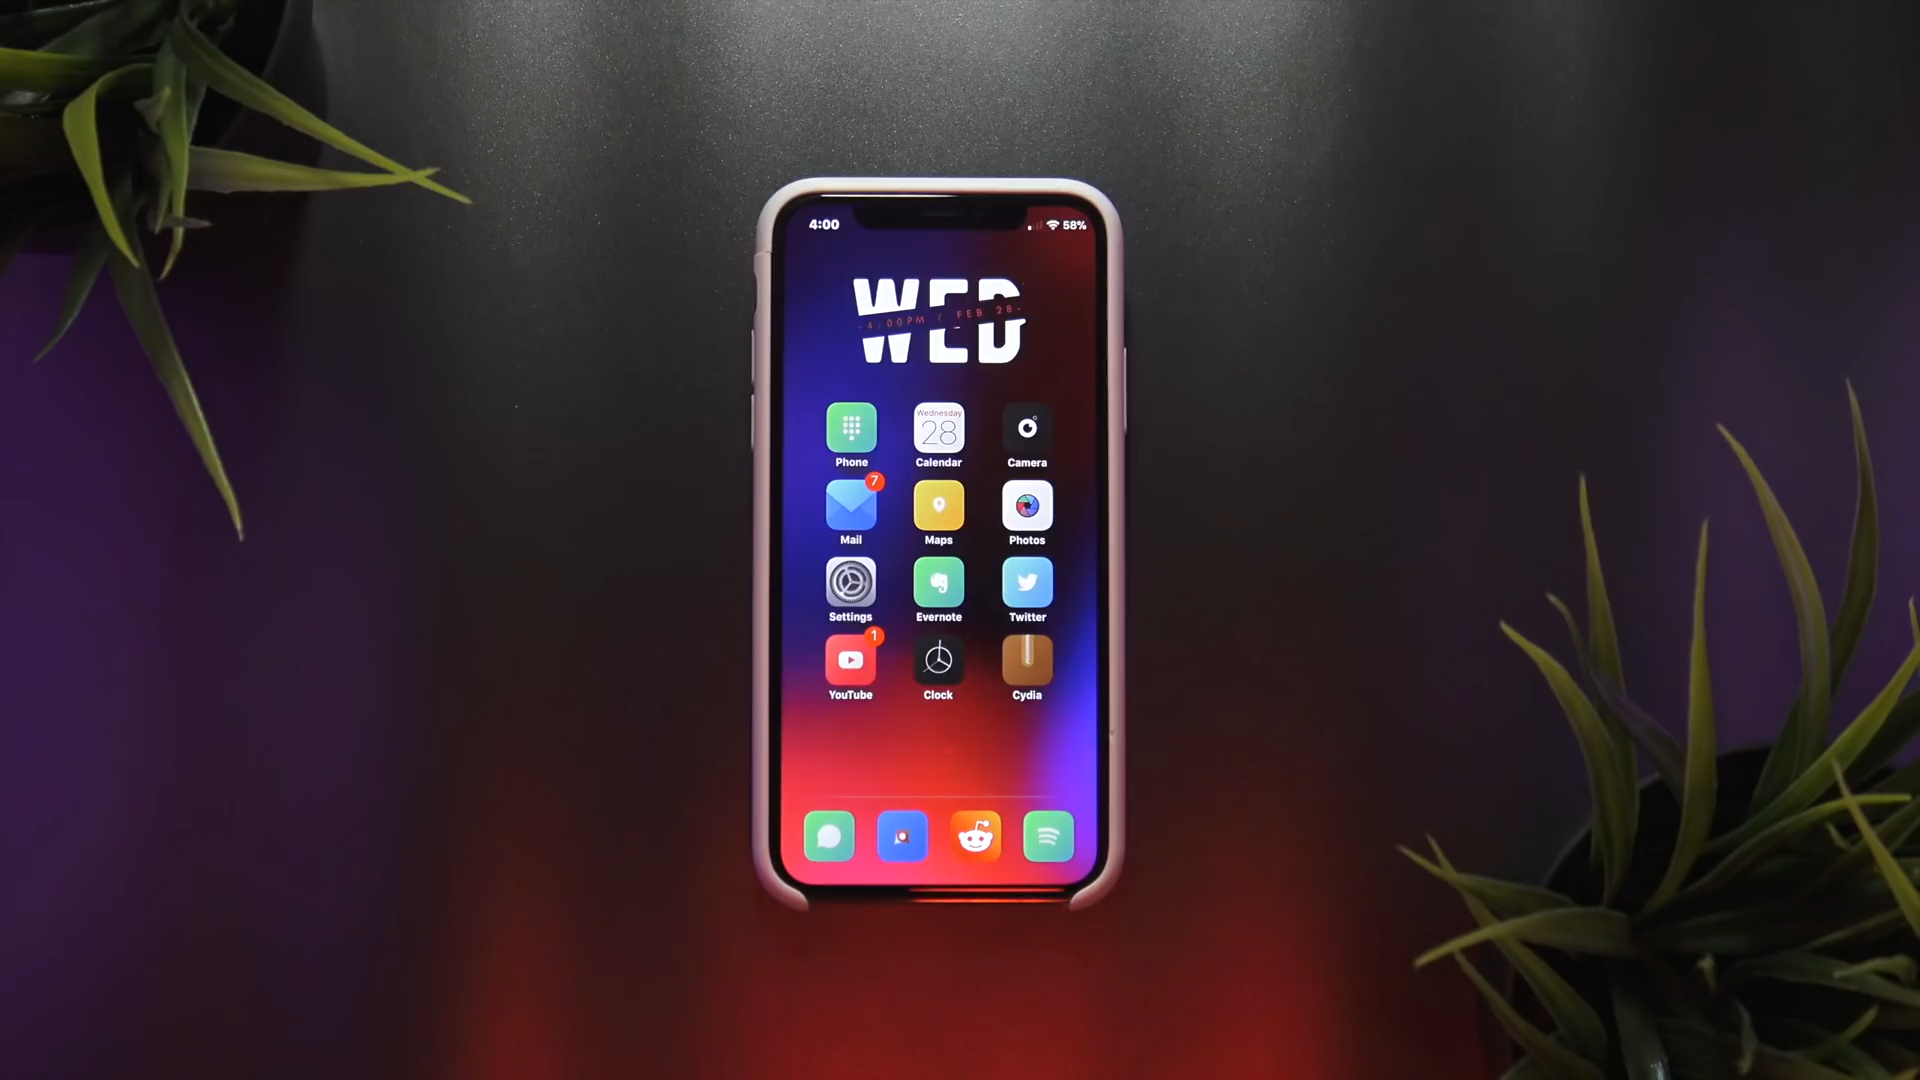 4:00
58%
WED
4:00PM / FEB 28
Wednesday
28
Phone
Calendar
Camera
7
Mail
Maps
Photos
Settings
Evernote
Twitter
1
YouTube
Clock
Cydia